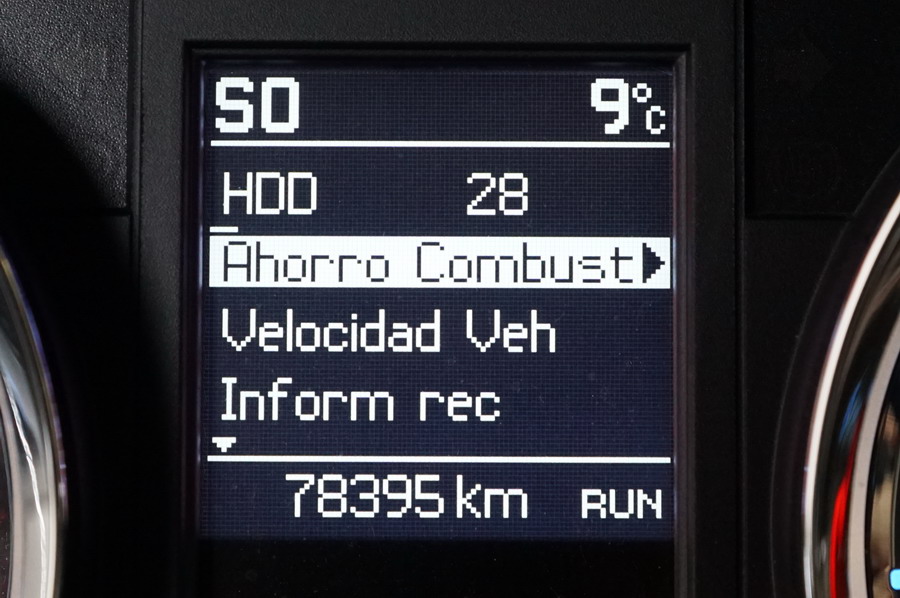 SO 9°C
HDD 28
Ahorro Combust
Velocidad Veh
Inform rec
78395 km RUN